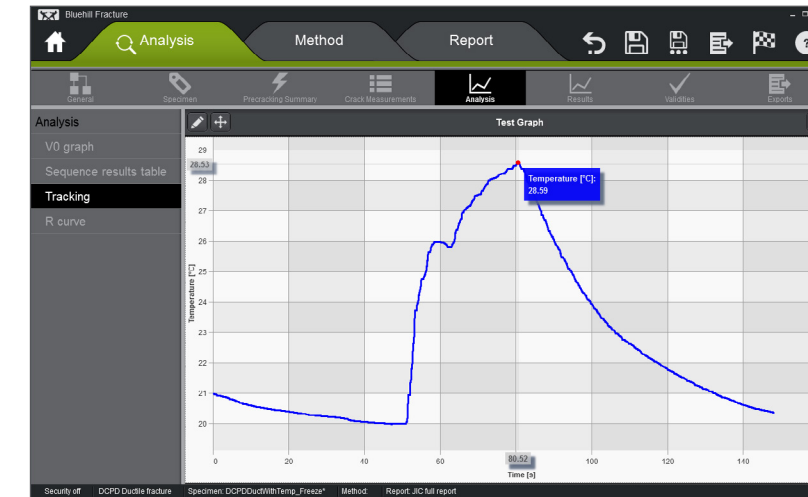 Bluehill Fracture
Analysis
Method
Report
General
Specimen
Precracking Summary
Crack Measurements
Analysis
Results
Validities
Exports
Analysis
Test Graph
V0 graph
Sequence results table
Tracking
R curve
29
28.53
28
27
26
25
24
23
22
21
20
Temperature [°C]
Temperature [°C]:
28.59
0
20
40
60
80.52
100
120
140
Time [s]
Security off
DCPD Ductile fracture
Specimen: DCPDDuctWithTemp_Freeze*
Method:
Report: JIC full report